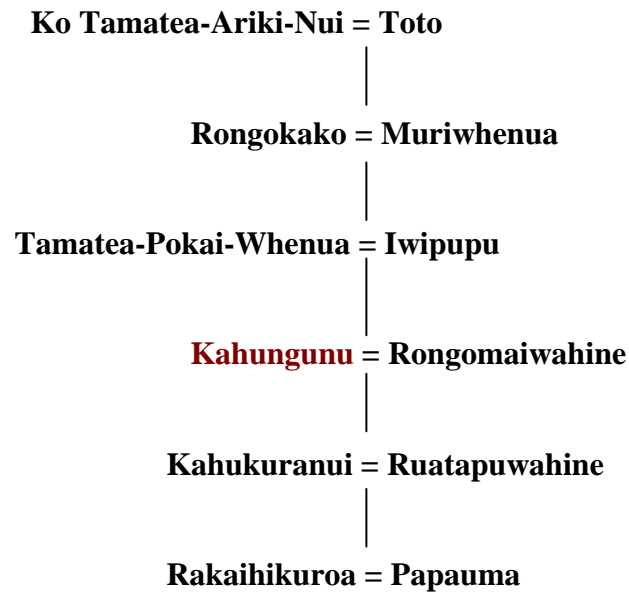 Ko Tamatea-Ariki-Nui = Toto
Rongokako = Muriwhenua
Tamatea-Pokai-Whenua = Iwipupu
Kahungunu = Rongomaiwahine
Kahukuranui = Ruatapuwahine
Rakaihikuroa = Papauma